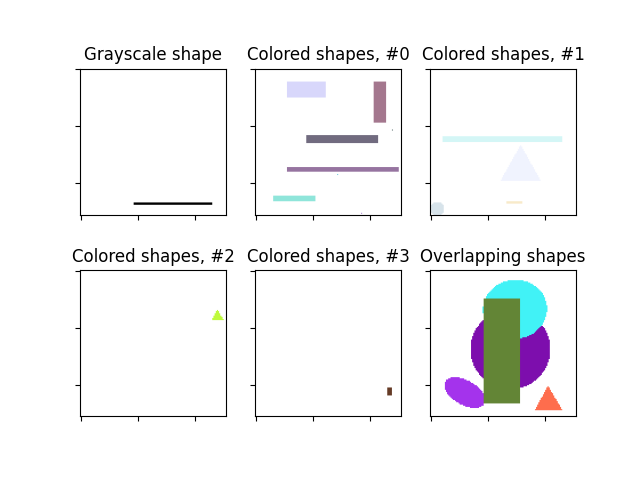 Grayscale shape
Colored shapes, #0
Colored shapes, #1
Colored shapes, #2
Colored shapes, #3
Overlapping shapes